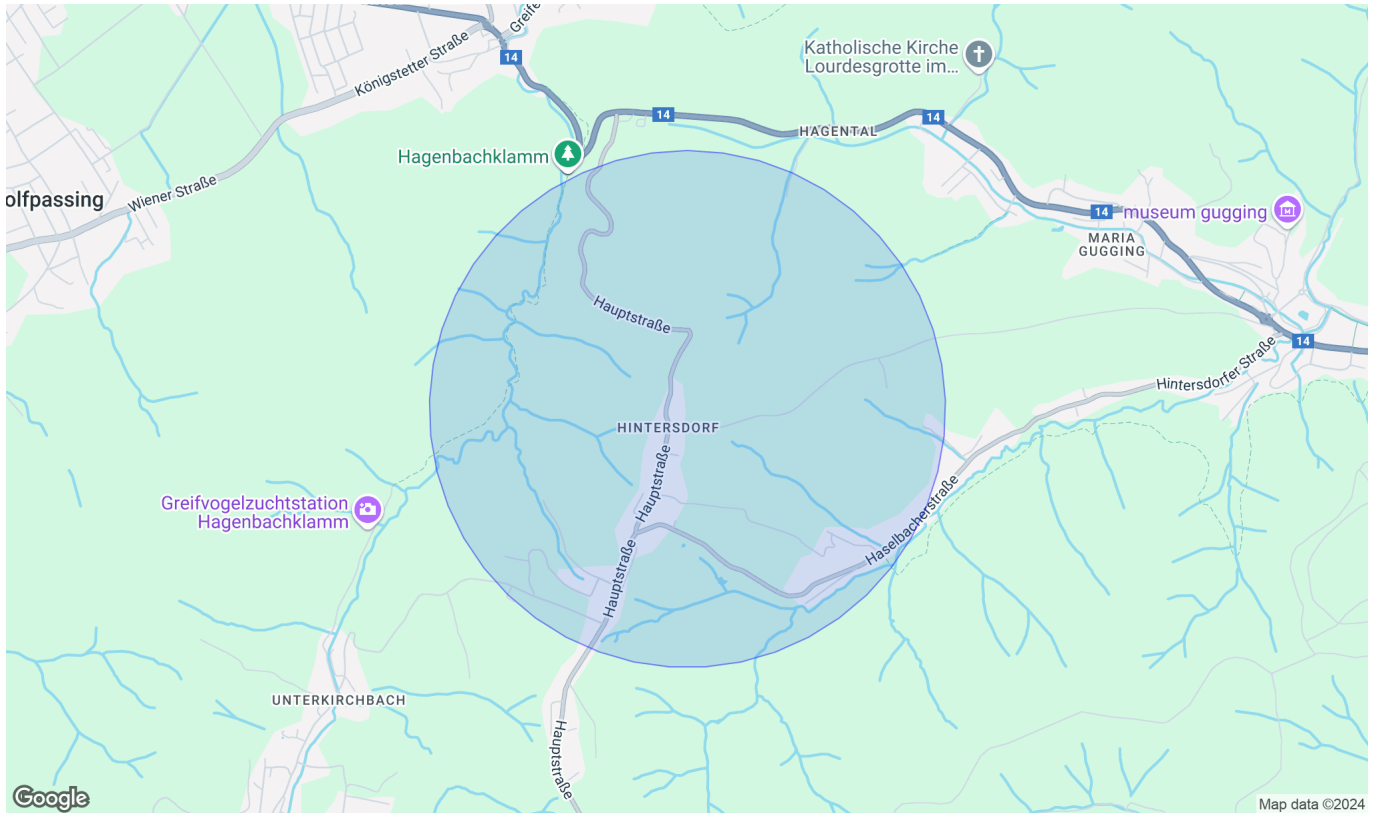 Greife
14
Königstetter Straße
Katholische Kirche
Lourdesgrotte im...
14
14
HAGENTAL
Hagenbachklamm
Wiener Straße
olfpassing
14
museum gugging
MARIA
GUGGING
Hauptstraße
14
Hintersdorfer Straße
HINTERSDORF
Hauptstraße
Greifvogelzuchtstation
Hagenbachklamm
Haselbacherstraße
Hauptstraße
UNTERKIRCHBACH
Hauptstraße
Google
Map data ©2024